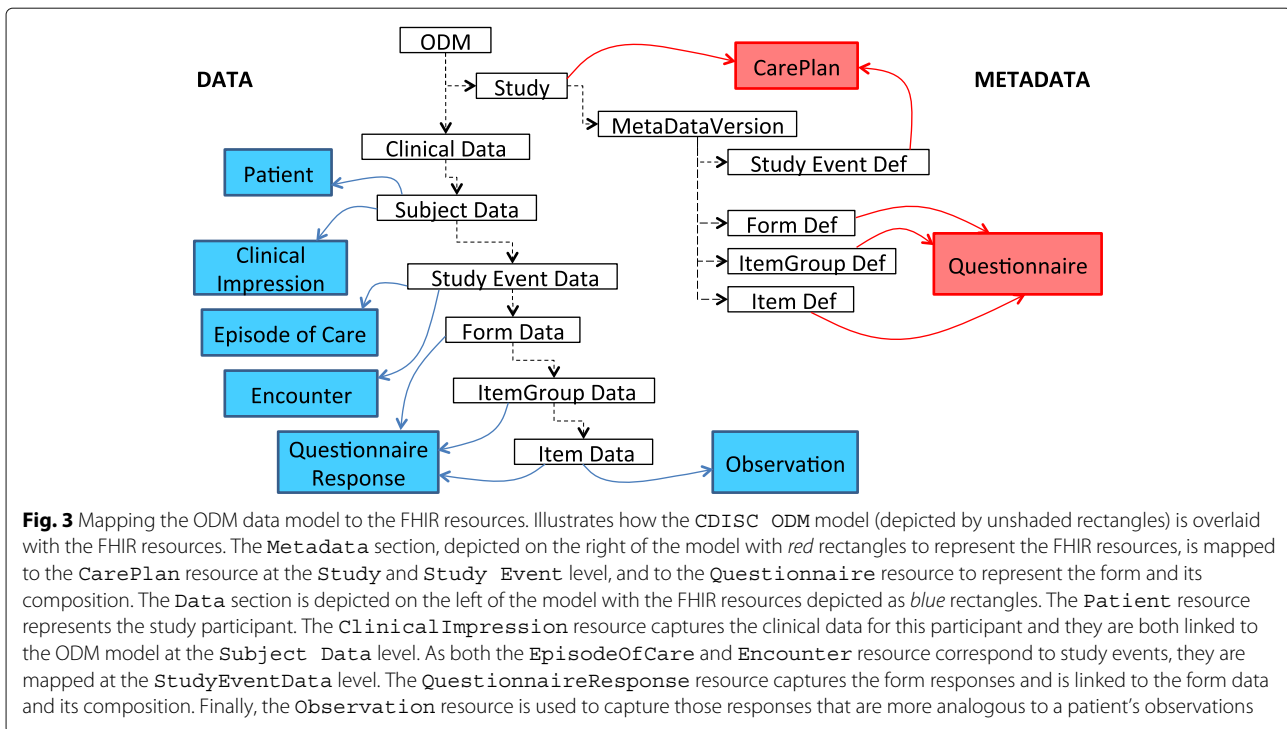 ODM
DATA
CarePlan
METADATA
Study
MetaDataVersion
Clinical Data
Study Event Def
Patient
Subject Data
Form Def
Clinical
Impression
ItemGroup Def
Questionnaire
Study Event Data
Item Def
Episode of Care
Form Data
Encounter
ItemGroup Data
Questionnaire
Response
Item Data
Observation
Fig. 3 Mapping the ODM data model to the FHIR resources. Illustrates how the CDISC ODM model (depicted by unshaded rectangles) is overlaid
with the FHIR resources. The Metadata section, depicted on the right of the model with red rectangles to represent the FHIR resources, is mapped
to the CarePlan resource at the Study and Study Event level, and to the Questionnaire resource to represent the form and its
composition. The Data section is depicted on the left of the model with the FHIR resources depicted as blue rectangles. The Patient resource
represents the study participant. The ClinicalImpression resource captures the clinical data for this participant and they are both linked to
the ODM model at the Subject Data level. As both the EpisodeOfCare and Encounter resource correspond to study events, they are
mapped at the StudyEventData level. The QuestionnaireResponse resource captures the form responses and is linked to the form data
and its composition. Finally, the Observation resource is used to capture those responses that are more analogous to a patient's observations